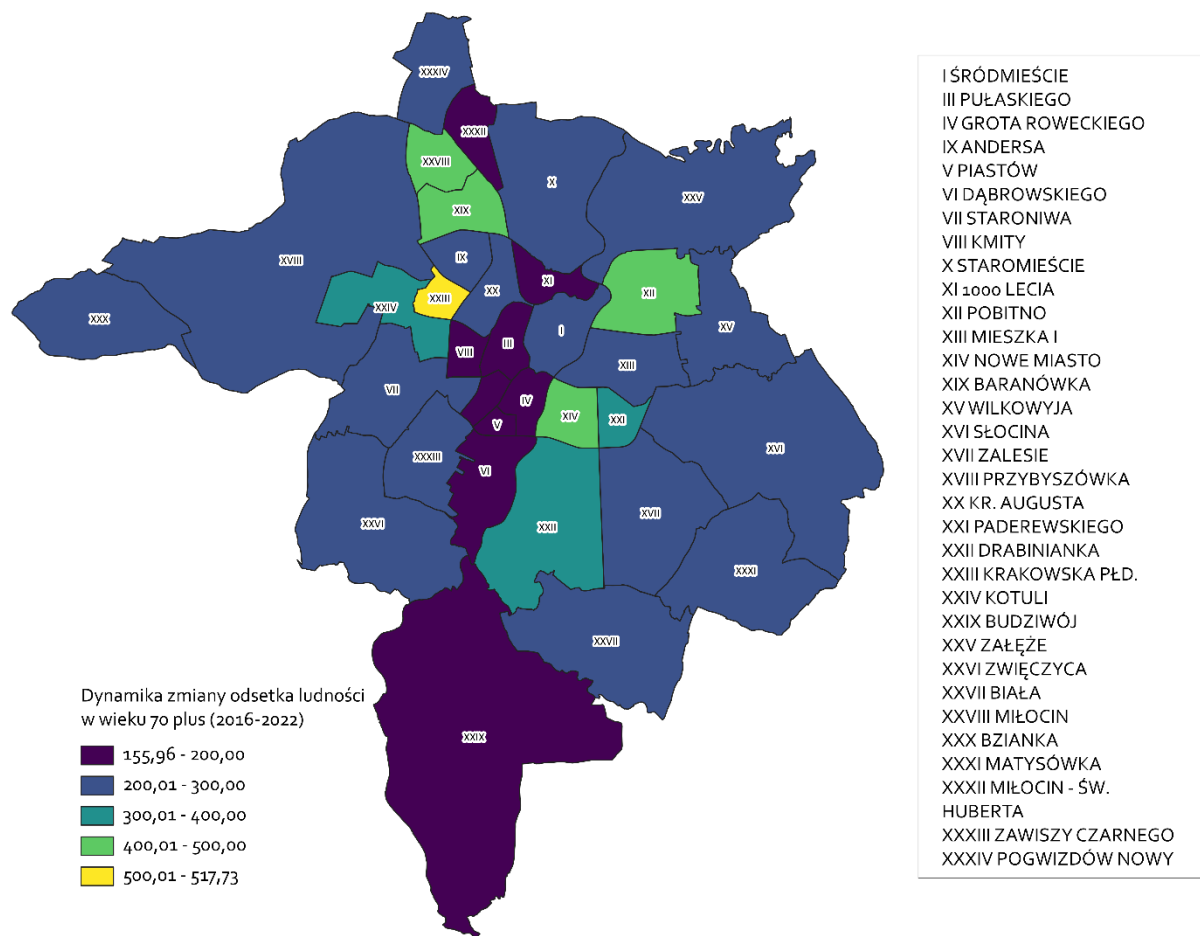 XXXIV
XXXII
XXVIII
X
XXV
XIX
IX
XVIII
XI
XX
XII
XXIII
XXIV
XXX
I
XV
III
VIII
XIII
VII
IV
XIV
XXI
V
XVI
XXXIII
VI
XVII
XXVI
XXII
XXXI
XXVII
XXIX
Dynamika zmiany odsetka ludności
w wieku 70 plus (2016-2022)
155,96 - 200,00
200,01 - 300,00
300,01 - 400,00
400,01 - 500,00
500,01 - 517,73
I ŚRÓDMIEŚCIE
III PUŁASKIEGO
IV GROTA ROWECKIEGO
IX ANDERSA
V PIASTÓW
VI DĄBROWSKIEGO
VII STARONIWA
VIII KMITY
X STAROMIEŚCIE
XI 1000 LECIA
XII POBITNO
XIII MIESZKA I
XIV NOWE MIASTO
XIX BARANÓWKA
XV WILKOWYJA
XVI SŁOCINA
XVII ZALESIE
XVIII PRZYBYSZÓWKA
XX KR. AUGUSTA
XXI PADEREWSKIEGO
XXII DRABINIANKA
XXIII KRAKOWSKA PŁD.
XXIV KOTULI
XXIX BUDZIWÓJ
XXV ZAŁĘŻE
XXVI ZWIĘCZYCA
XXVII BIAŁA
XXVIII MIŁOCIN
XXX BZIANKA
XXXI MATYSÓWKA
XXXII MIŁOCIN - ŚW.
HUBERTA
XXXIII ZAWISZY CZARNEGO
XXXIV POGWIZDÓW NOWY